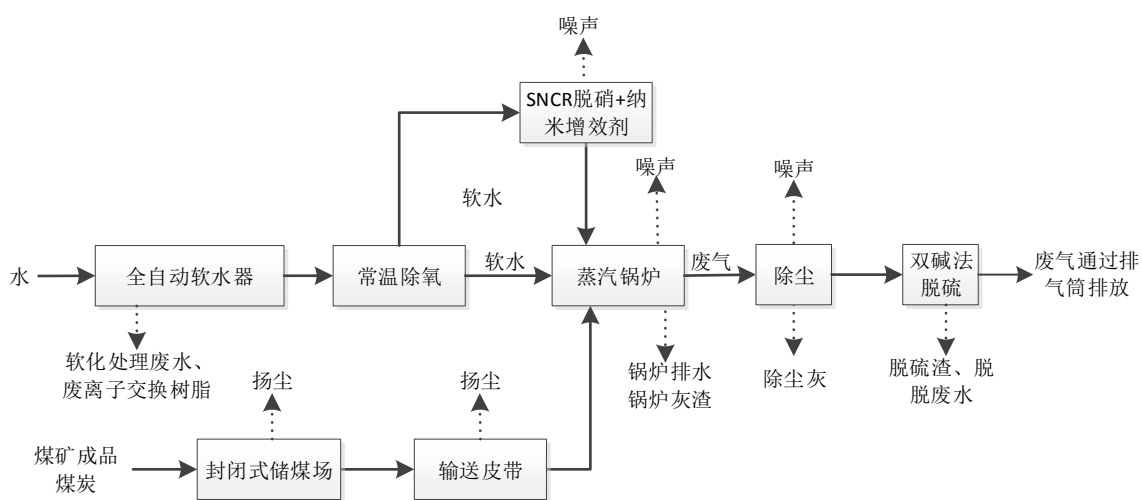 噪声
SNCR脱硝+纳
米增效剂
噪声
噪声
软水
水
全自动软水器
常温除氧
软水
蒸汽锅炉
废气
除尘
双碱法
脱硫
废气通过排
气筒排放
软化处理废水、
废离子交换树脂
扬尘
扬尘
锅炉排水
锅炉灰渣
除尘灰
脱硫渣、脱
脱废水
煤矿成品
煤炭
封闭式储煤场
输送皮带